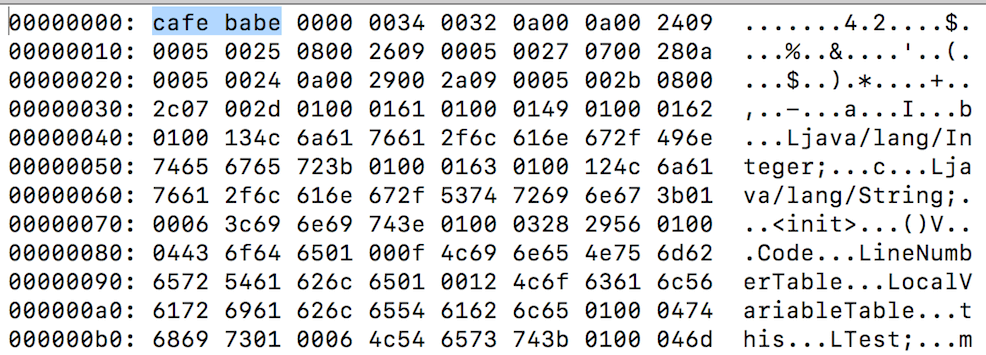 00000000: cafe babe 0000 0034 0032 0a00 0a00 2409 .......4.2....$.
00000010: 0005 0025 0800 2609 0005 0027 0700 280a ...%..&....'..(.
00000020: 0005 0024 0a00 2900 2a09 0005 002b 0800 ...$..).*....+..
00000030: 2c07 002d 0100 0161 0100 0149 0100 0162 ,..-...a...I...b
00000040: 0100 134c 6a61 7661 2f6c 616e 672f 496e ...Ljava/lang/In
00000050: 7465 6765 723b 0100 0163 0100 124c 6a61 teger;...c...Lja
00000060: 7661 2f6c 616e 672f 5374 7269 6e67 3b01 va/lang/String;.
00000070: 0006 3c69 6e69 743e 0100 0328 2956 0100 ..<init>...()V..
00000080: 0443 6f64 6501 000f 4c69 6e65 4e75 6d62 .Code...LineNumb
00000090: 6572 5461 626c 6501 0012 4c6f 6361 6c56 erTable...LocalV
000000a0: 6172 6961 626c 6554 6162 6c65 0100 0474 ariableTable...t
000000b0: 6869 7301 0006 4c54 6573 743b 0100 046d his...LTest;...m